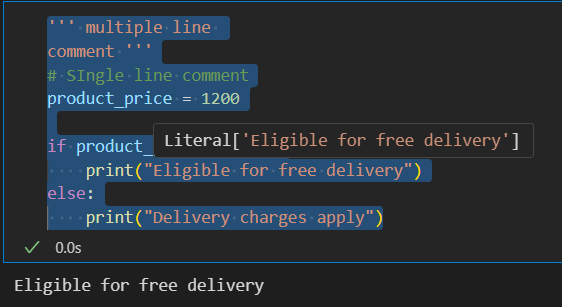 ''' multiple line
comment '''
# SIngle line comment
product_price = 1200
if product_
Literal['Eligible for free delivery']
print("Eligible for free delivery")
else:
print("Delivery charges apply")
0.0s
Eligible for free delivery